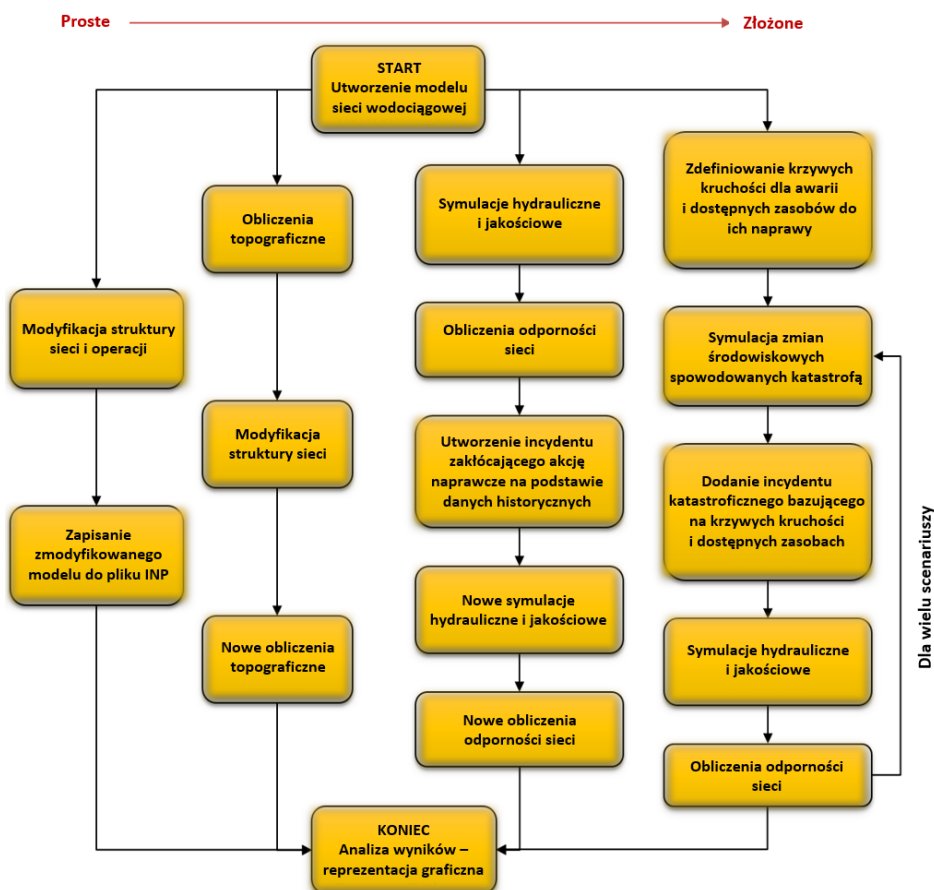 Proste
Złożone
START
Utworzenie modelu
sieci wodociągowej
Modyfikacja struktury
sieci i operacji
Zapisanie
zmodyfikowanego
modelu do pliku INP
Obliczenia
topograficzne
Modyfikacja
struktury sieci
Nowe obliczenia
topograficzne
Symulacje hydrauliczne
i jakościowe
Obliczenia odporności
sieci
Utworzenie incydentu
zakłócającego akcję
naprawcze na podstawie
danych historycznych
Nowe symulacje
hydrauliczne i jakościowe
Nowe obliczenia
odporności sieci
Zdefiniowanie krzywych
kruchości dla awarii
i dostępnych zasobów do
ich naprawy
Symulacja zmian
środowiskowych
spowodowanych katastrofą
Dodanie incydentu
katastroficznego bazującego
na krzywych kruchości
i dostępnych zasobach
Symulacje hydrauliczne
i jakościowe
Obliczenia odporności
sieci
Dla wielu scenariuszy
KONIEC
Analiza wyników –
reprezentacja graficzna